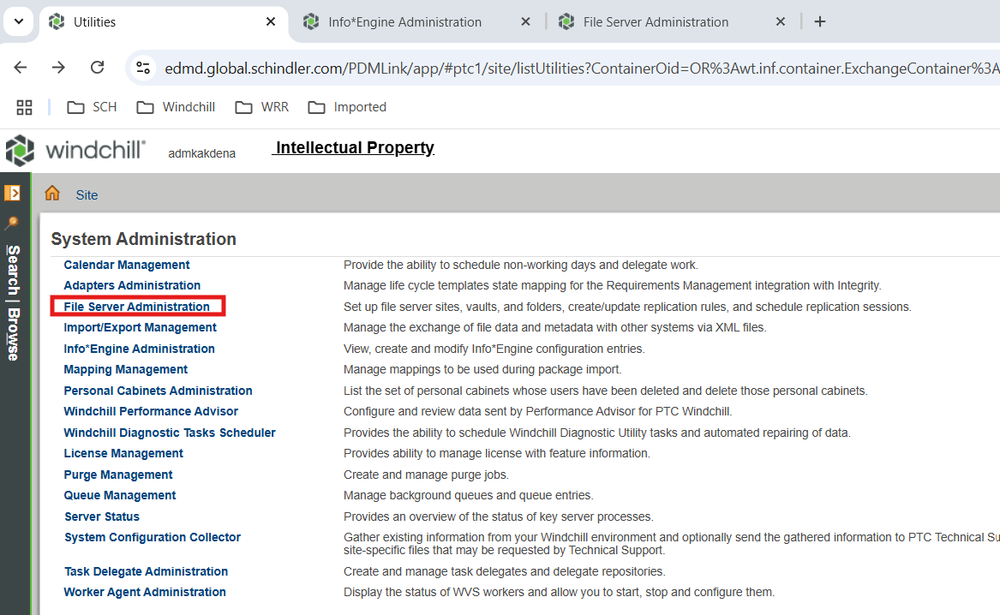 Utilities
Info*Engine Administration
File Server Administration
edmd.global.schindler.com/PDMLink/app/#ptc1/site/listUtilities?ContainerOid=OR%3Awt.inf.container.ExchangeContainer%3A
SCH
Windchill
WRR
Imported
windchill®
admkakdena
Intellectual Property
Site
Search | Browse
System Administration
Calendar Management Provide the ability to schedule non-working days and delegate work.
Adapters Administration Manage life cycle templates state mapping for the Requirements Management integration with Integrity.
File Server Administration Set up file server sites, vaults, and folders, create/update replication rules, and schedule replication sessions.
Import/Export Management Manage the exchange of file data and metadata with other systems via XML files.
Info*Engine Administration View, create and modify Info*Engine configuration entries.
Mapping Management Manage mappings to be used during package import.
Personal Cabinets Administration List the set of personal cabinets whose users have been deleted and delete those personal cabinets.
Windchill Performance Advisor Configure and review data sent by Performance Advisor for PTC Windchill.
Windchill Diagnostic Tasks Scheduler Provides the ability to schedule Windchill Diagnostic Utility tasks and automated repairing of data.
License Management Provides ability to manage license with feature information.
Purge Management Create and manage purge jobs.
Queue Management Manage background queues and queue entries.
Server Status Provides an overview of the status of key server processes.
System Configuration Collector Gather existing information from your Windchill environment and optionally send the gathered information to PTC Technical Su
site-specific files that may be requested by Technical Support.
Task Delegate Administration Create and manage task delegates and delegate repositories.
Worker Agent Administration Display the status of WVS workers and allow you to start, stop and configure them.